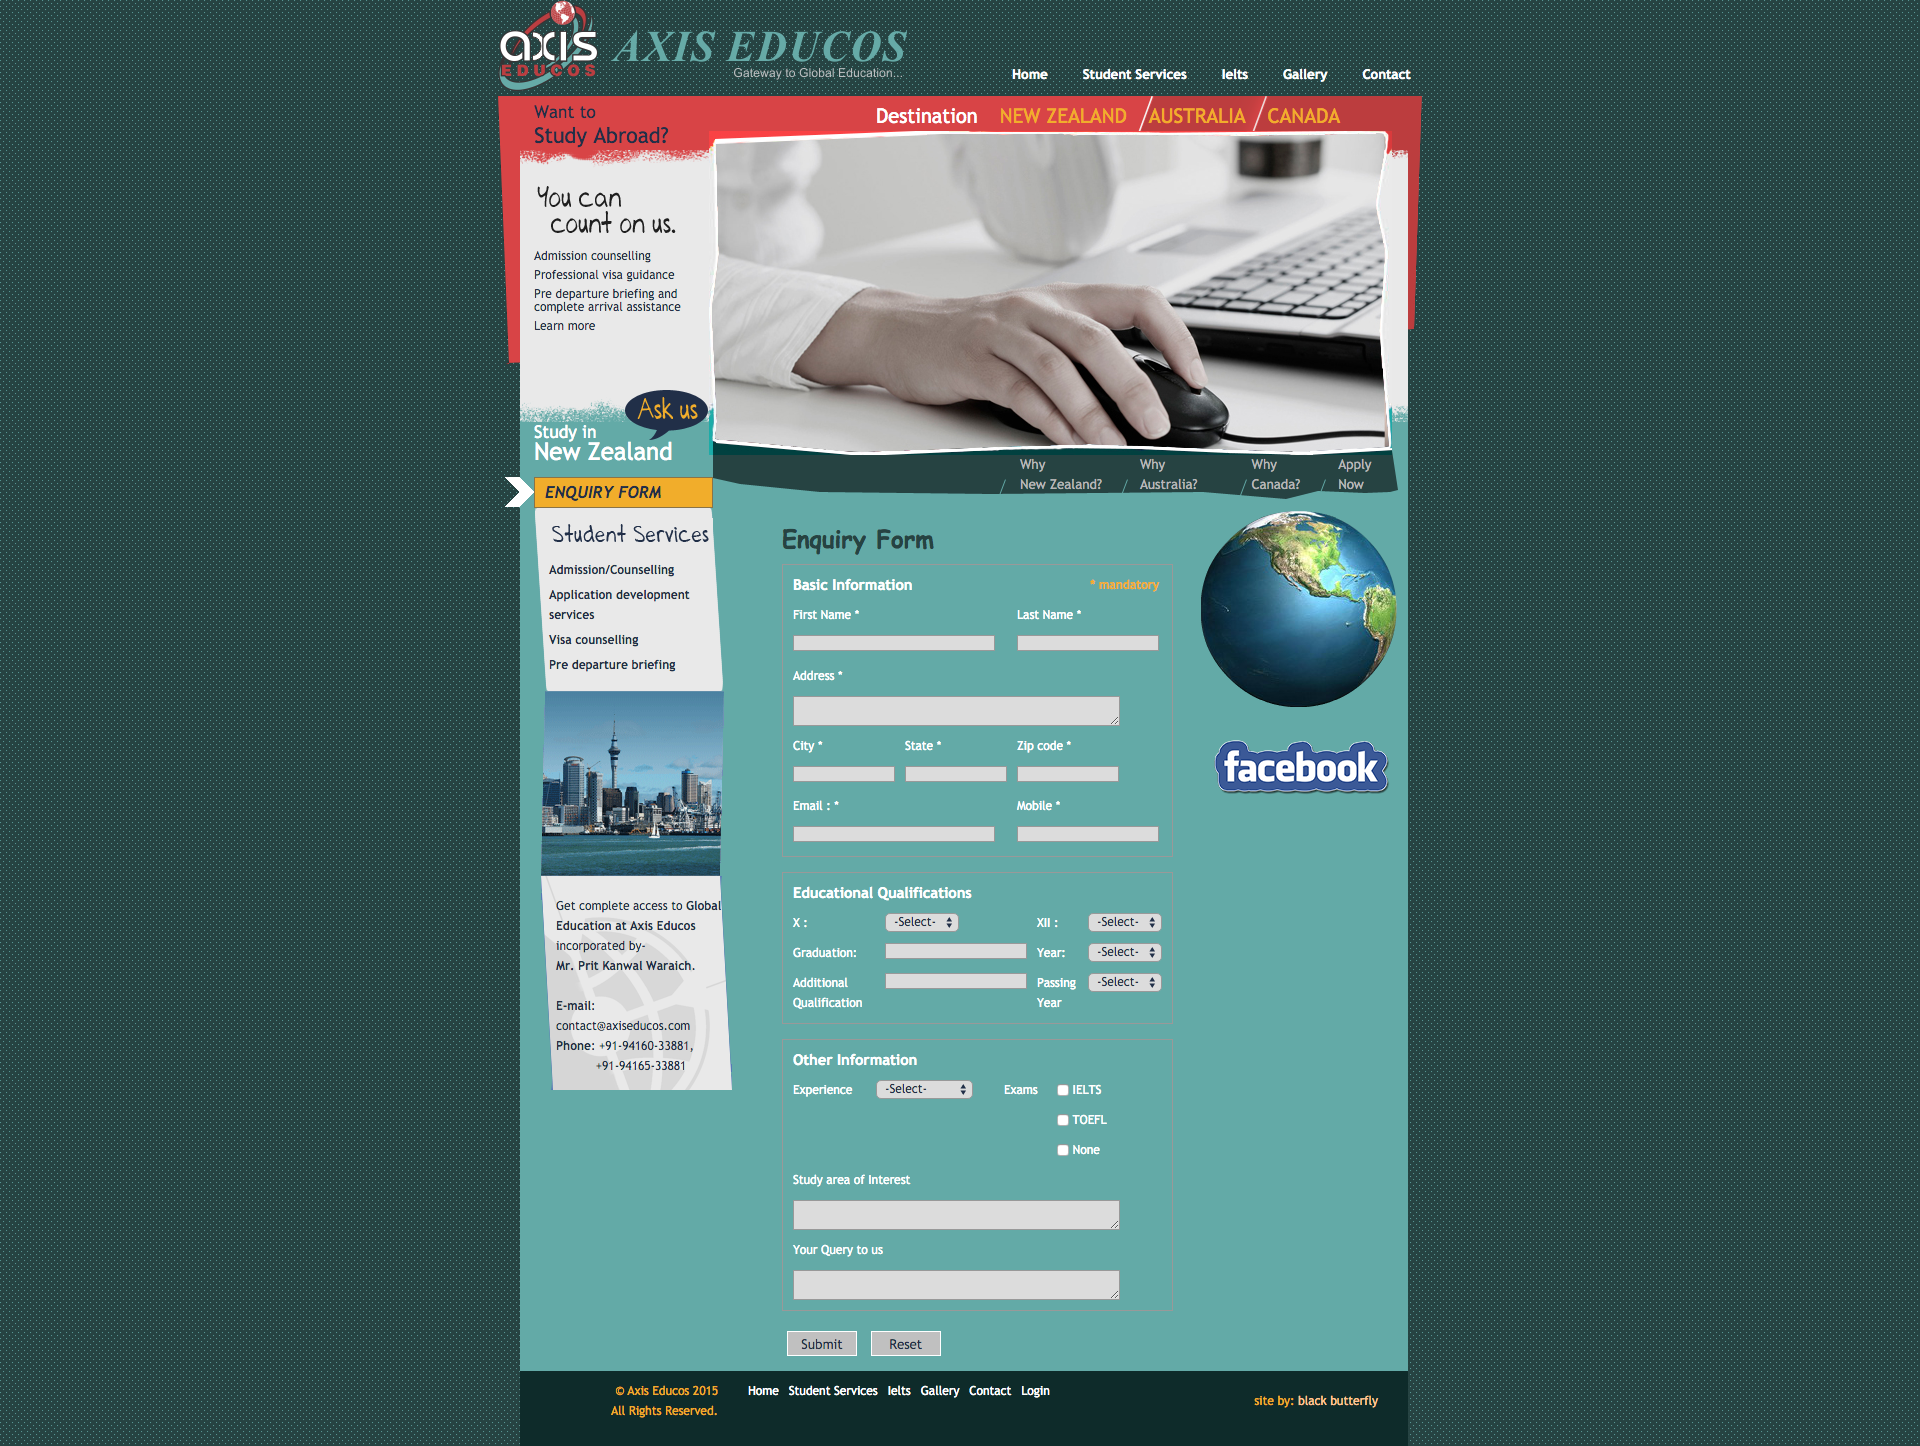 axis
EDUCOS
AXIS EDUCOS
Gateway to Global Education...
Home Student Services Ielts Gallery Contact
Want to
Study Abroad?
Destination NEW ZEALAND AUSTRALIA CANADA
You can
count on us.
Admission counselling
Professional visa guidance
Pre departure briefing and
complete arrival assistance
Learn more
Ask us
Study in
New Zealand
Why
New Zealand?
Why
Australia?
Why
Canada?
Apply
Now
ENQUIRY FORM
Student Services
Admission/Counselling
Application development
services
Visa counselling
Pre departure briefing
Get complete access to Global
Education at Axis Educos
incorporated by-
Mr. Prit Kanwal Waraich.
E-mail:
contact@axiseducos.com
Phone: +91-94160-33881,
+91-94165-33881
Enquiry Form
Basic Information * mandatory
First Name * Last Name *
Address *
City * State * Zip code *
Email : * Mobile *
Educational Qualifications
X : -Select- XII : -Select-
Graduation: Year: -Select-
Additional
Qualification
Passing
Year
-Select-
Other Information
Experience -Select- Exams IELTS
TOEFL
None
Study area of Interest
Your Query to us
Submit Reset
facebook
© Axis Educos 2015
All Rights Reserved.
Home Student Services Ielts Gallery Contact Login
site by: black butterfly